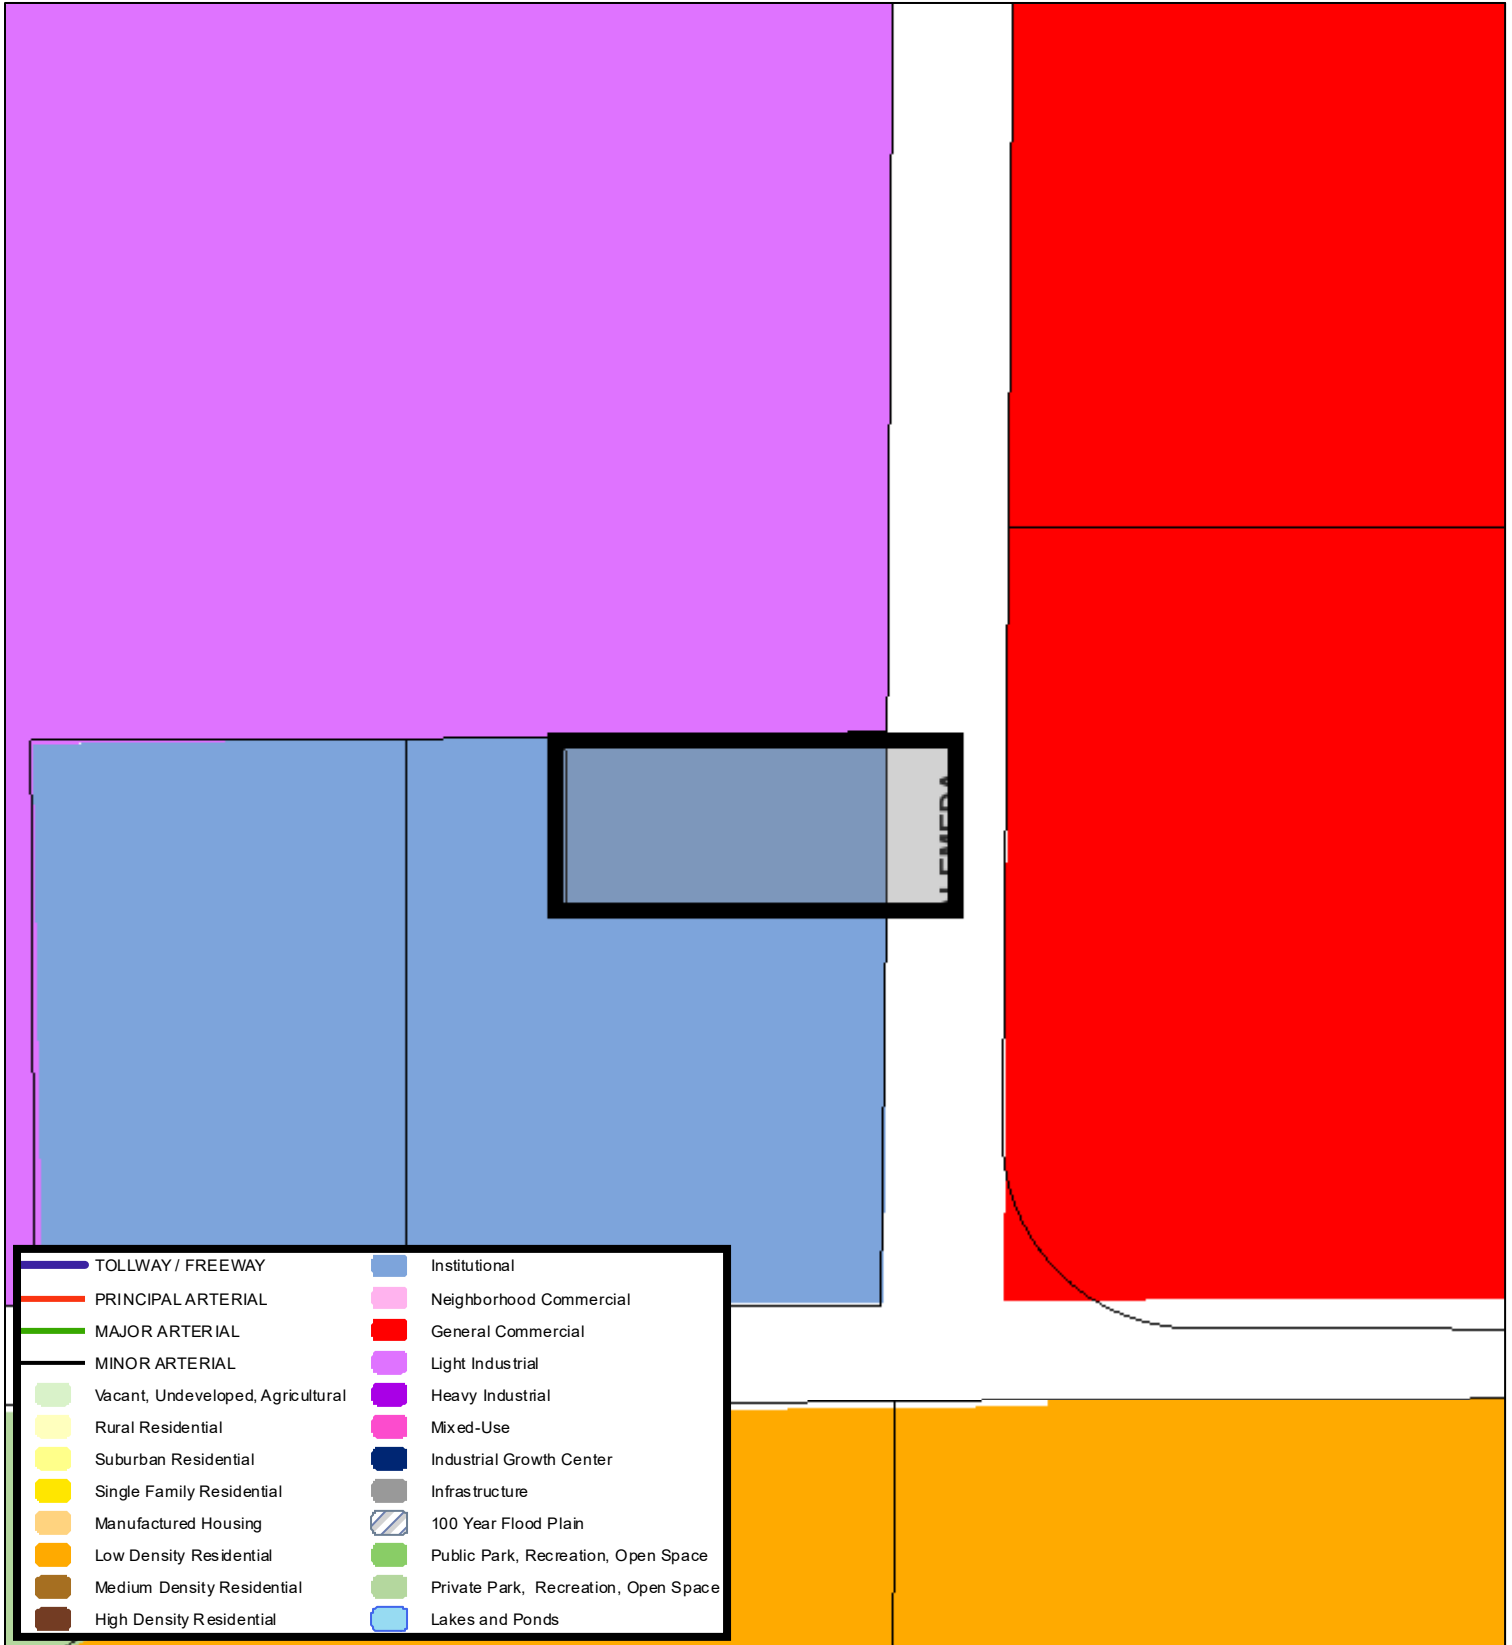 TOLLWAY / FREEWAY
PRINCIPAL ARTERIAL
MAJOR ARTERIAL
MINOR ARTERIAL
Vacant, Undeveloped, Agricultural
Rural Residential
Suburban Residential
Single Family Residential
Manufactured Housing
Low Density Residential
Medium Density Residential
High Density Residential
Institutional
Neighborhood Commercial
General Commercial
Light Industrial
Heavy Industrial
Mixed-Use
Industrial Growth Center
Infrastructure
100 Year Flood Plain
Public Park, Recreation, Open Space
Private Park, Recreation, Open Space
Lakes and Ponds